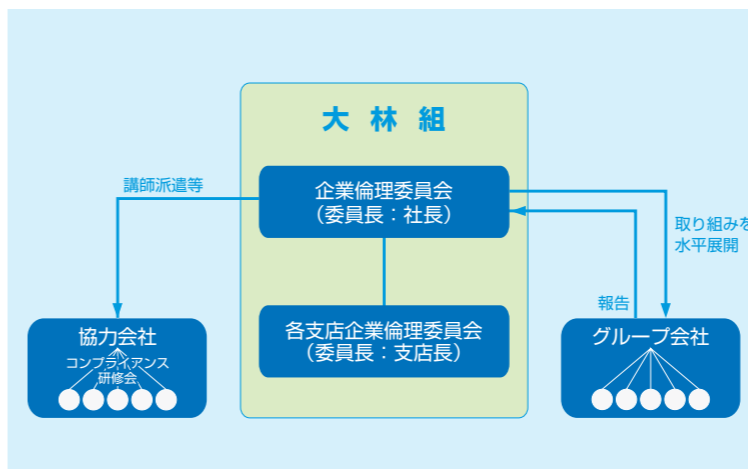 大林組
企業倫理委員会
（委員長：社長）
各支店企業倫理委員会
（委員長：支店長）
講師派遣等
協力会社
コンプライアンス
研修会
取り組みを
水平展開
報告
グループ会社